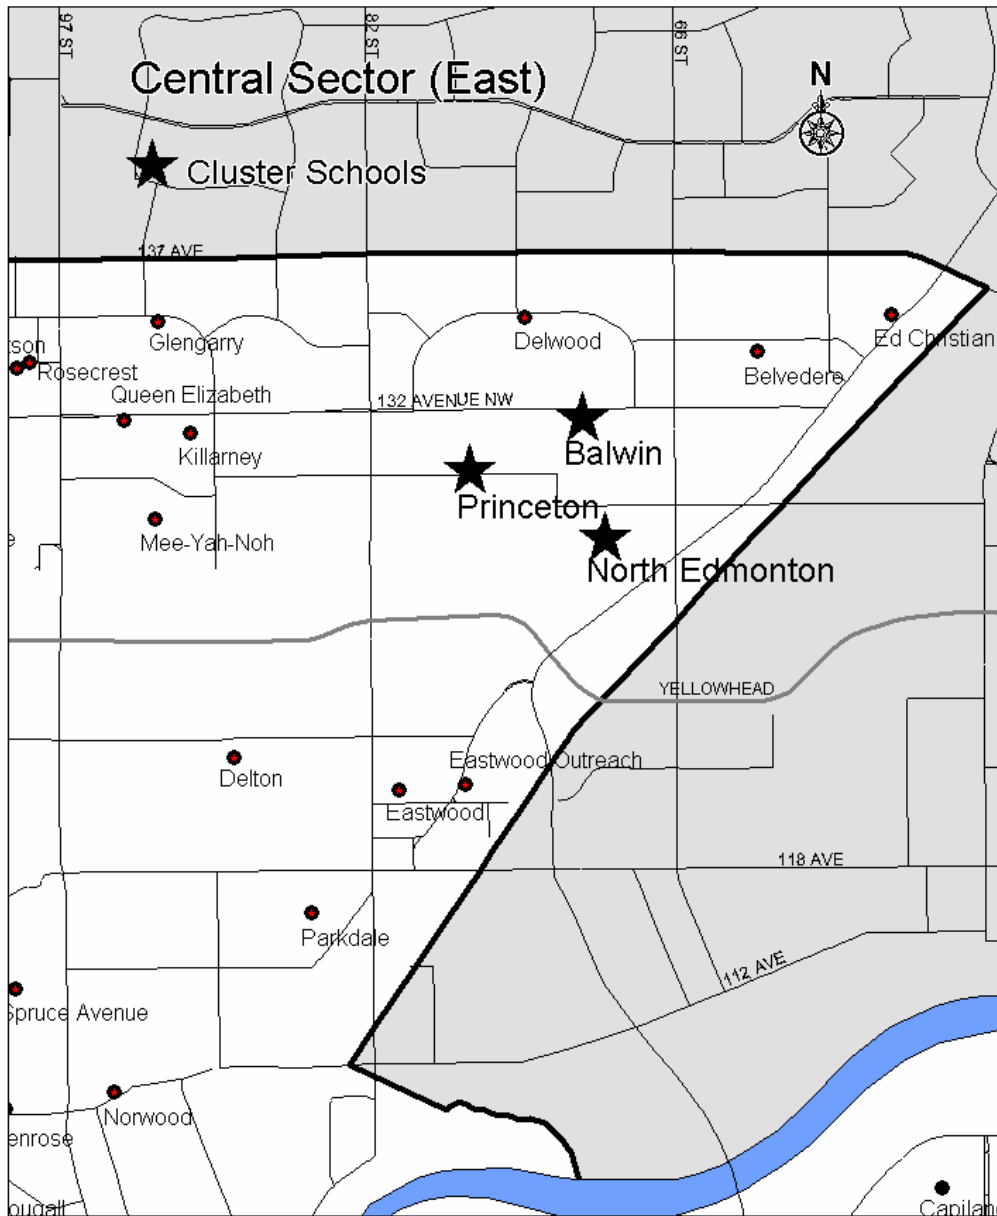 97 ST
82 ST
66 ST
Central Sector (East)
N
Cluster Schools
137 AVE
Glengarry
Delwood
Ed Christian
Rosecrest
Belvedere
Queen Elizabeth
132 AVENUE NW
Killarney
Balwin
Princeton
Mee-Yah-Noh
North Edmonton
YELLOWHEAD
Eastwood Outreach
Delton
Eastwood
118 AVE
Parkdale
112 AVE
Spruce Avenue
Norwood